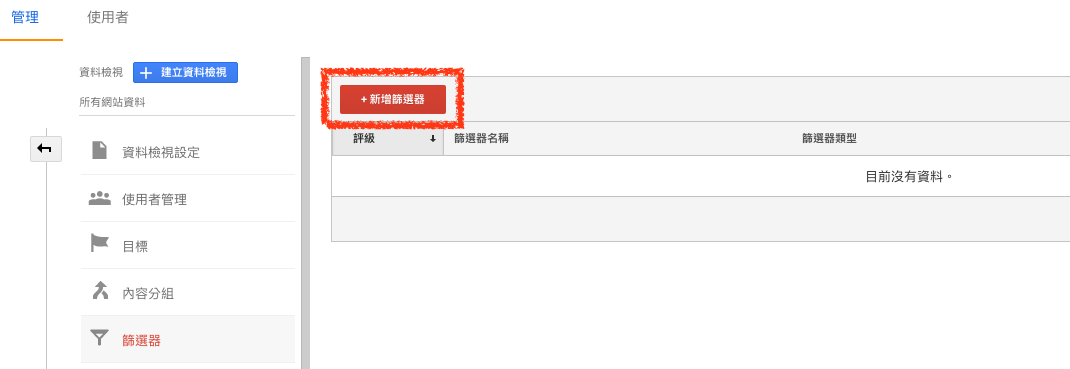 管理 使用者
資料檢視 + 建立資料檢視
所有網站資料
資料檢視設定
使用者管理
目標
內容分組
篩選器
+ 新增篩選器
評級 篩選器名稱 篩選器類型
目前沒有資料。